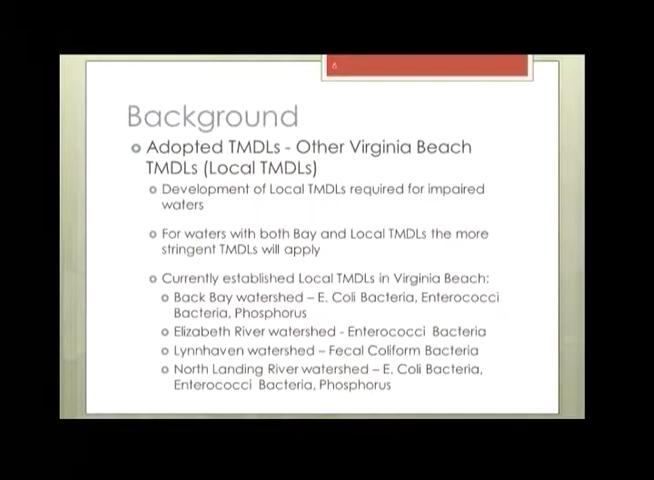 6
Background
Adopted TMDLs - Other Virginia Beach
TMDLs (Local TMDLs)
Development of Local TMDLs required for impaired
waters
For waters with both Bay and Local TMDLs the more
stringent TMDLs will apply
Currently established Local TMDLs in Virginia Beach:
Back Bay watershed – E. Coli Bacteria, Enterococci
Bacteria, Phosphorus
Elizabeth River watershed - Enterococci Bacteria
Lynnhaven watershed – Fecal Coliform Bacteria
North Landing River watershed – E. Coli Bacteria,
Enterococci Bacteria, Phosphorus